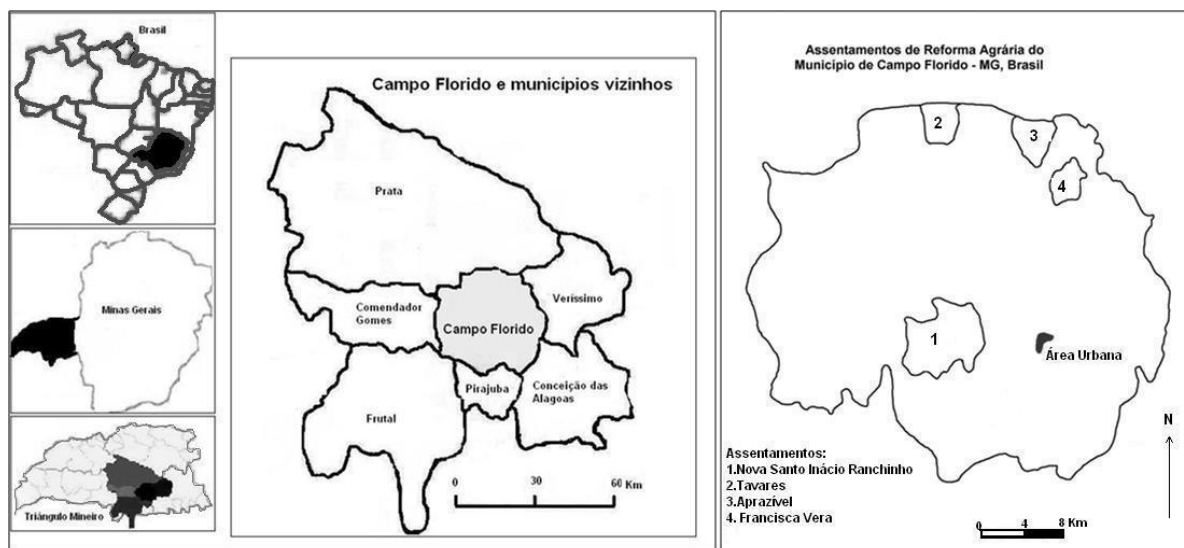 Brasil
Minas Gerais
Triângulo Mineiro
Campo Florido e municípios vizinhos
Prata
Comendador
Gomes
Veríssimo
Campo Florido
Pirajuba
Conceição das
Alagoas
Frutal
0 30 60 Km
Assentamentos de Reforma Agrária do
Município de Campo Florido - MG, Brasil
2
3
4
1
Área Urbana
N
Assentamentos:
1.Nova Santo Inácio Ranchinho
2.Tavares
3.Aprazível
4. Francisca Vera
0 4 8 Km